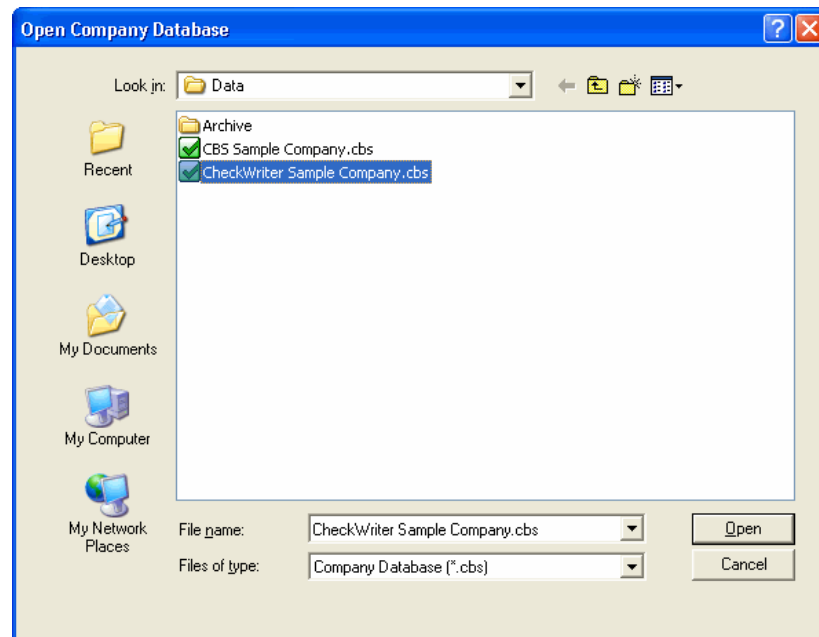 Open Company Database
Look in:
Data
Recent
Desktop
My Documents
My Computer
My Network
Places
Archive
CBS Sample Company.cbs
CheckWriter Sample Company.cbs
File name:
CheckWriter Sample Company.cbs
Open
Files of type:
Company Database (*.cbs)
Cancel